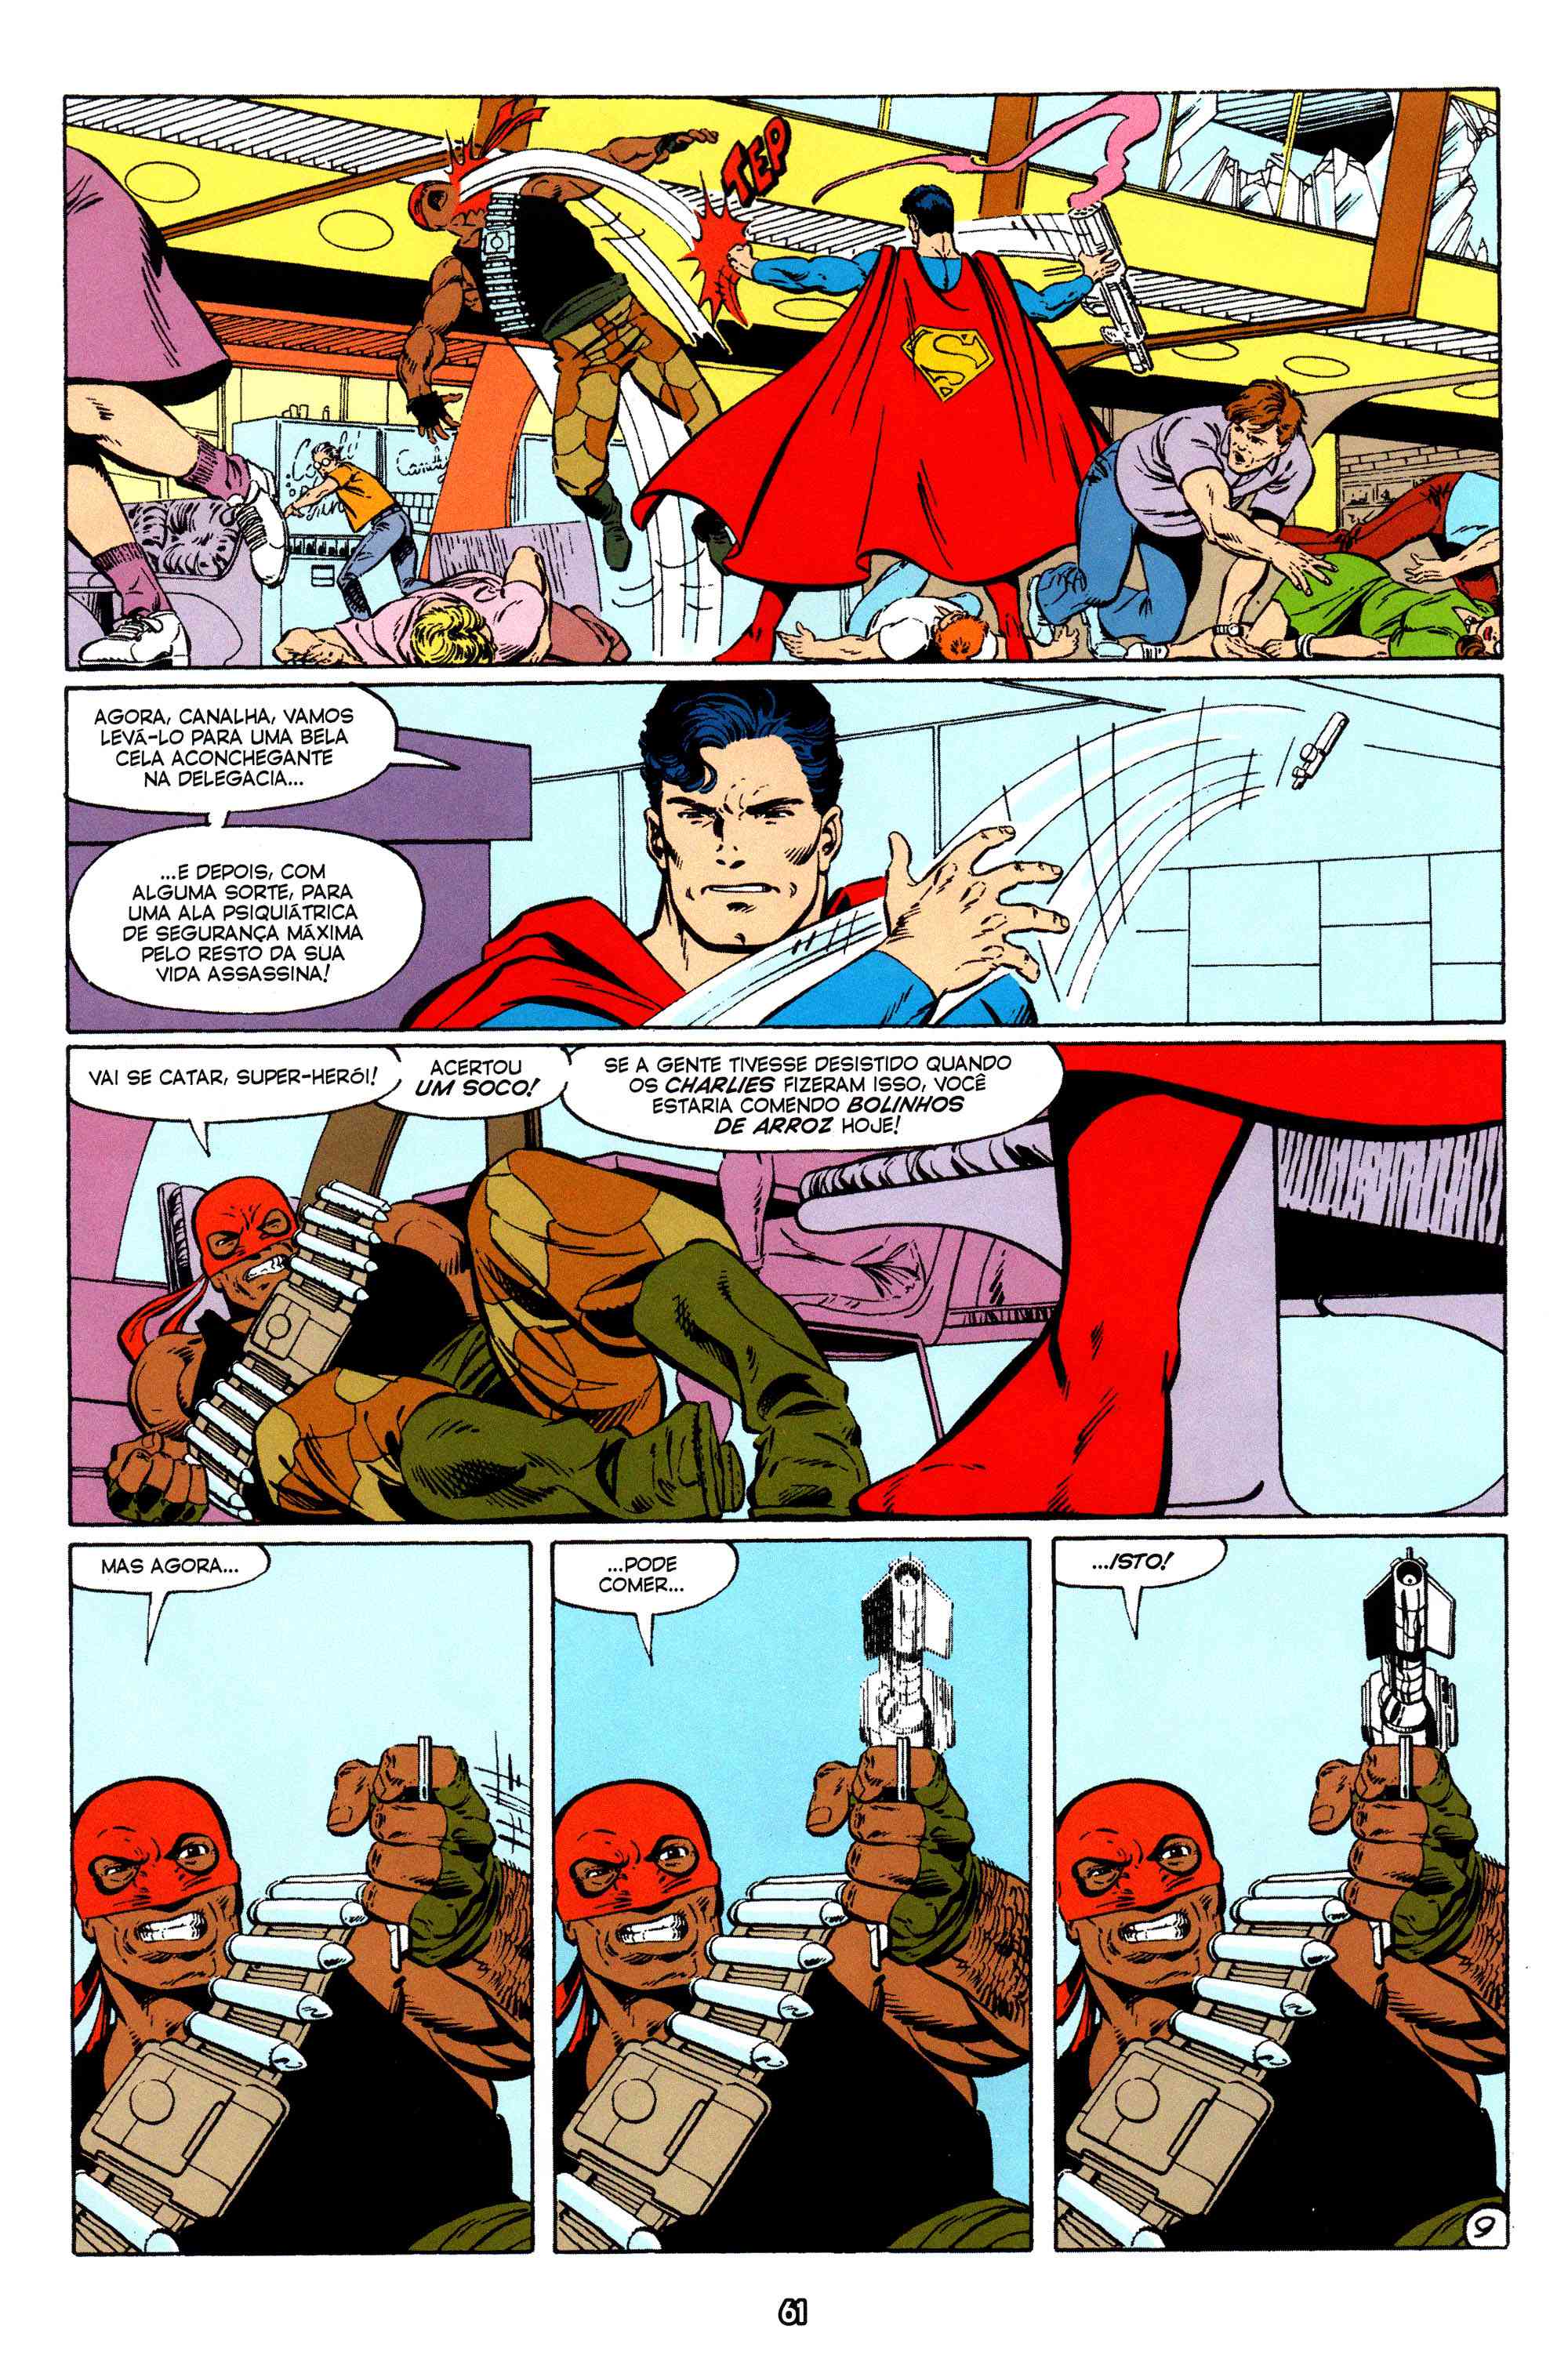 TEP
S
Candy
AGORA, CANALHA, VAMOS
LEVÁ-LO PARA UMA BELA
CELA ACONCHEGANTE
NA DELEGACIA...
...E DEPOIS, COM
ALGUMA SORTE, PARA
UMA ALA PSIQUIÁTRICA
DE SEGURANÇA MÁXIMA
PELO RESTO DA SUA
VIDA ASSASSINA!
VAI SE CATAR, SUPER-HERÓI!
ACERTOU
UM SOCO!
SE A GENTE TIVESSE DESISTIDO QUANDO
OS CHARLIES FIZERAM ISSO, VOCÊ
ESTARIA COMENDO BOLINHOS
DE ARROZ HOJE!
MAS AGORA...
...PODE
COMER...
...ISTO!
9
61